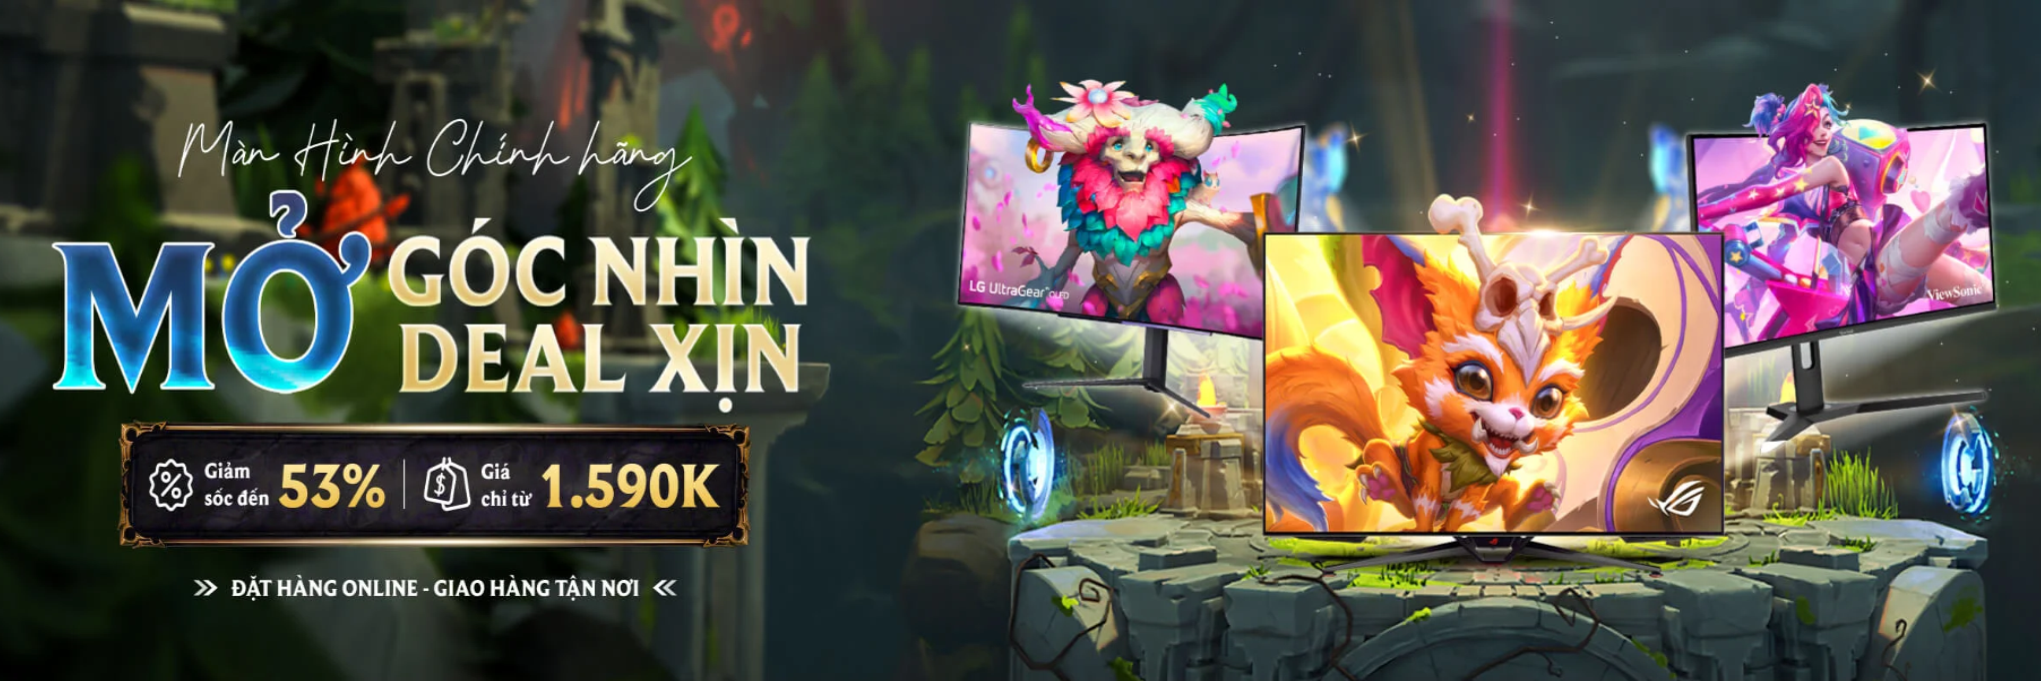 Màn Hình Chính hãng
MỞ GÓC NHÌN
DEAL XỊN
Giảm sốc đến 53%
Giá chỉ từ 1.590K
» ĐẶT HÀNG ONLINE - GIAO HÀNG TẬN NƠI «
LG UltraGear™ OLED
ViewSonic